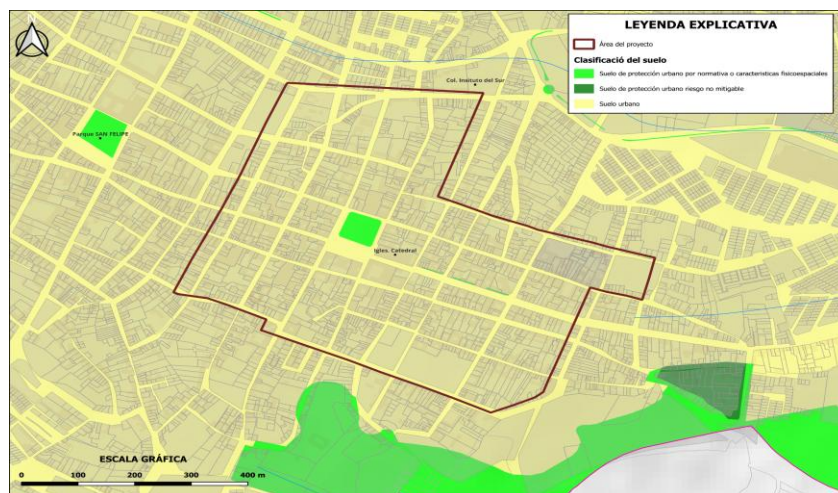 LEYENDA EXPLICATIVA
Área del proyecto
Clasificació del suelo
Suelo de protección urbano por normativa o características fisicoespaciales
Suelo de protección urbano riesgo no mitigable
Suelo urbano
Col. Insituto del Sur
Parque SAN FELIPE
Igles. Catedral
ESCALA GRÁFICA
0 100 200 300 400 m